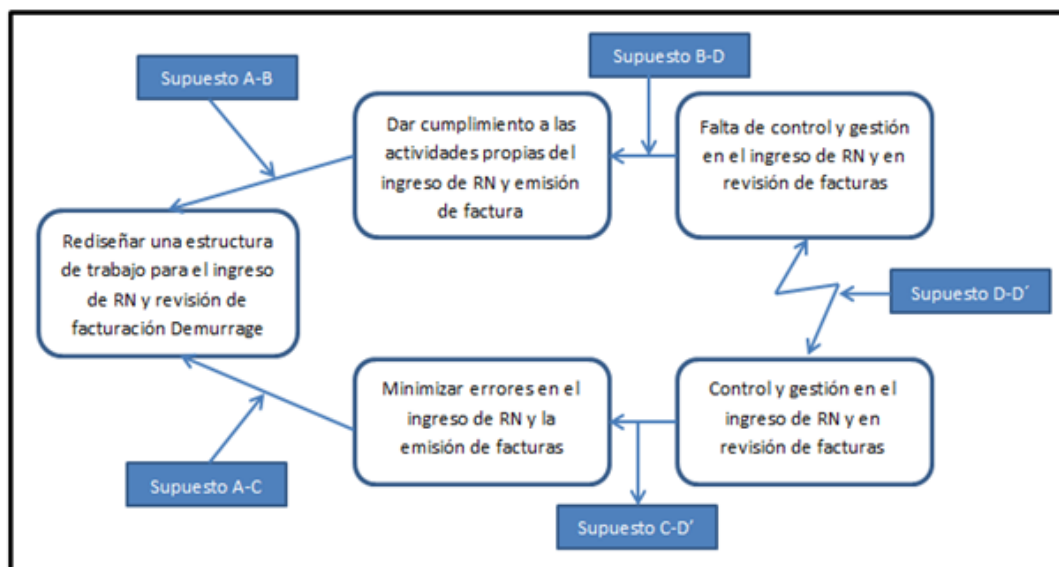 Supuesto A-B
Supuesto B-D
Dar cumplimiento a las
actividades propias del
ingreso de RN y emisión
de factura
Falta de control y gestión
en el ingreso de RN y en
revisión de facturas
Rediseñar una estructura
de trabajo para el ingreso
de RN y revisión de
facturación Demurrage
Supuesto D-D´
Minimizar errores en el
ingreso de RN y la
emisión de facturas
Control y gestión en el
ingreso de RN y en
revisión de facturas
Supuesto A-C
Supuesto C-D´